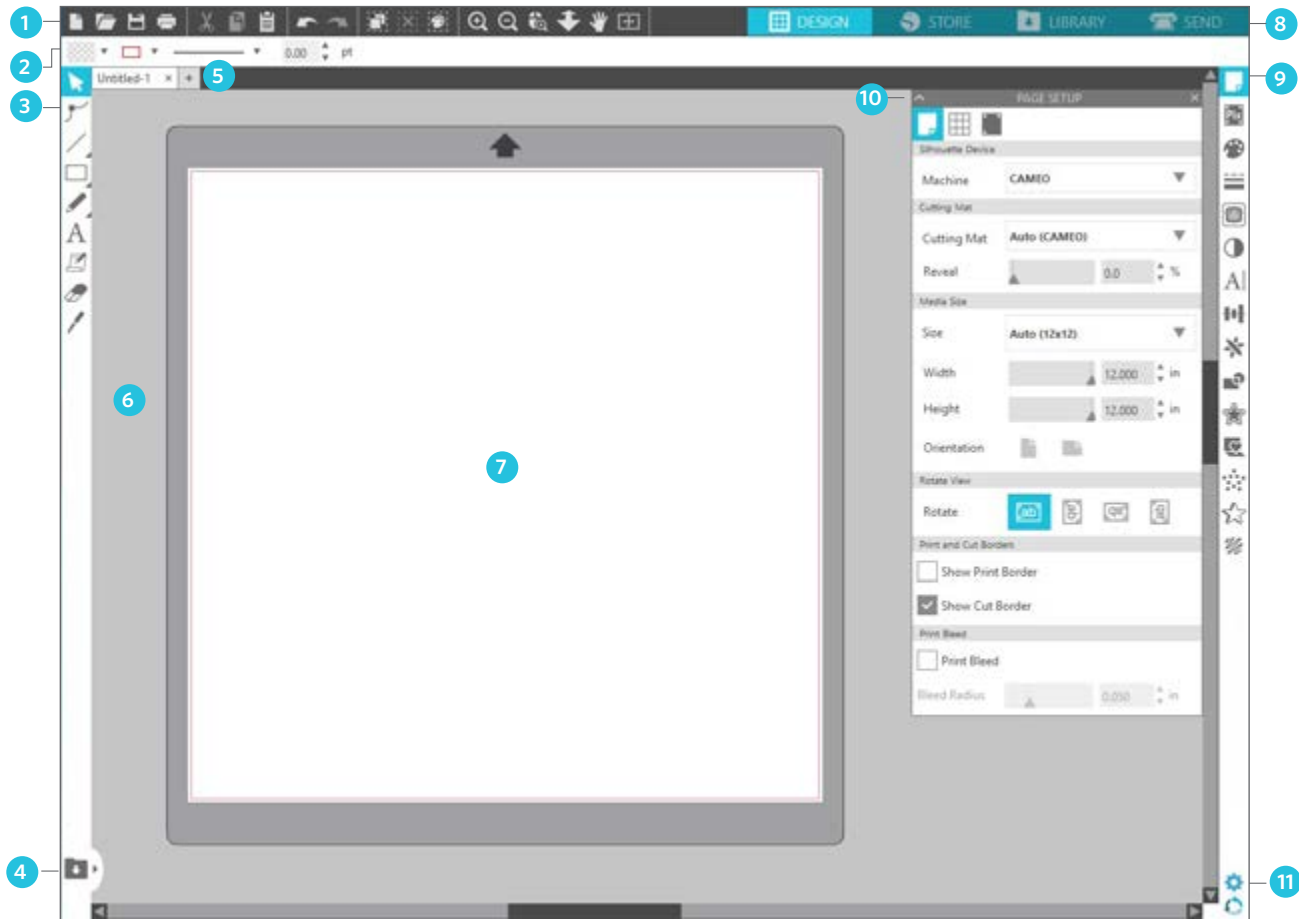 1
DESIGN
STORE
LIBRARY
SEND
8
2
0.00 pt
Untitled-1 × +
5
9
3
10
PAGE SETUP
Silhouette Device
Machine CAMEO
Cutting Mat
Cutting Mat Auto (CAMEO)
Reveal 0.0 %
Media Size
Size Auto (12x12)
Width 12.000 in
Height 12.000 in
Orientation
6
7
Rotate View
Rotate
Print and Cut Borders
Show Print Border
Show Cut Border
Print Bleed
Print Bleed
Bleed Radius 0.050 in
4
11